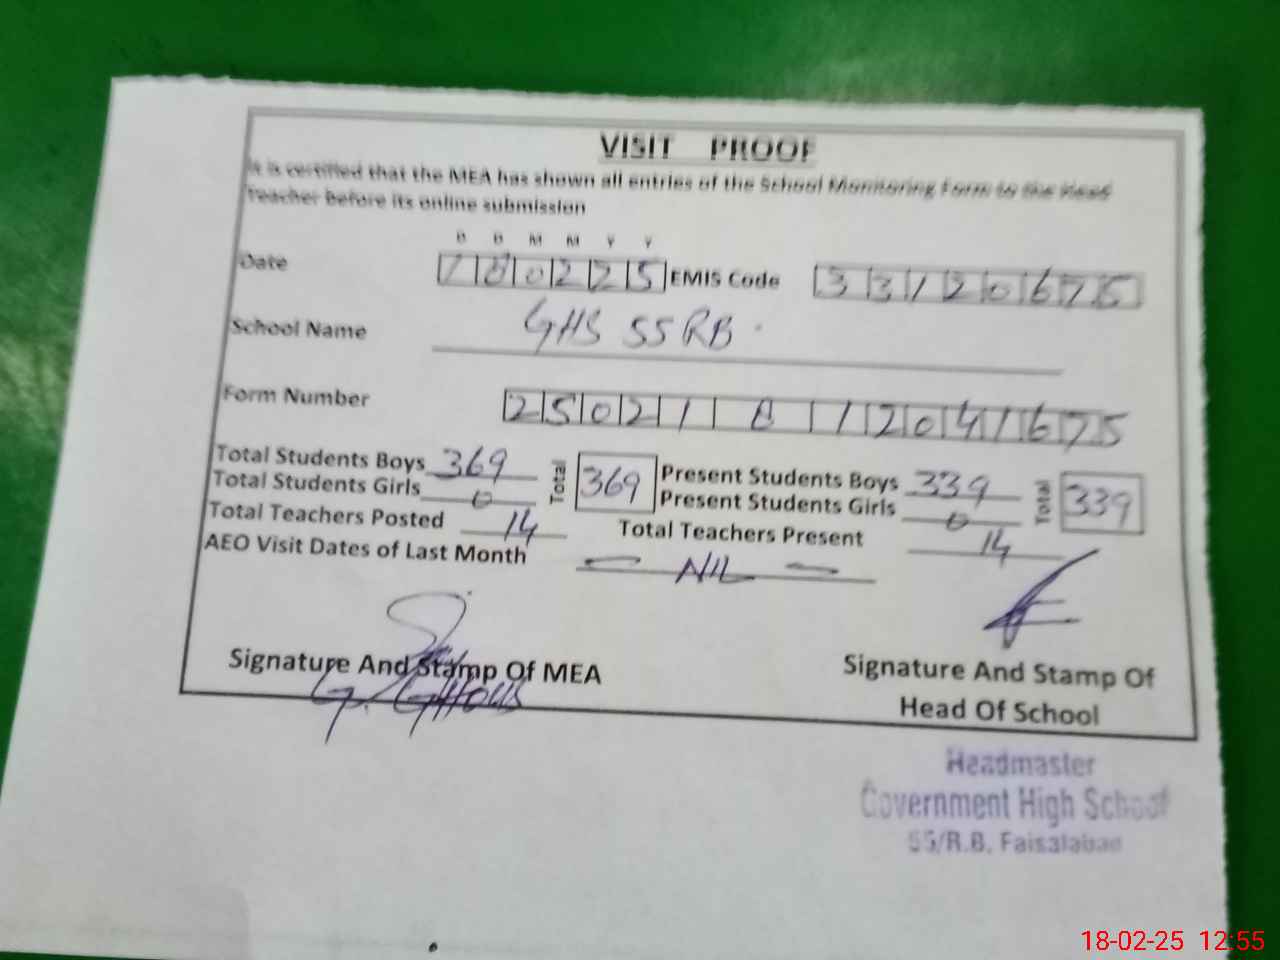 VISIT PROOF
It is certified that the MEA has shown all entries of the School Monitoring Form to the Head
Teacher before its online submission
D D M M Y Y
Date 180225 EMIS Code 33120675
School Name GHS 55 RB
Form Number 25021 8 12041675
Total Students Boys 369 Total 369 Present Students Boys 339 Total 339
Total Students Girls 0 Present Students Girls 0
Total Teachers Posted 14 Total Teachers Present 14
AEO Visit Dates of Last Month - NIL -
Signature And Stamp Of MEA
G. GHOUS
Signature And Stamp Of
Head Of School
Headmaster
Government High School
55/R.B. Faisalabad
18-02-25 12:55